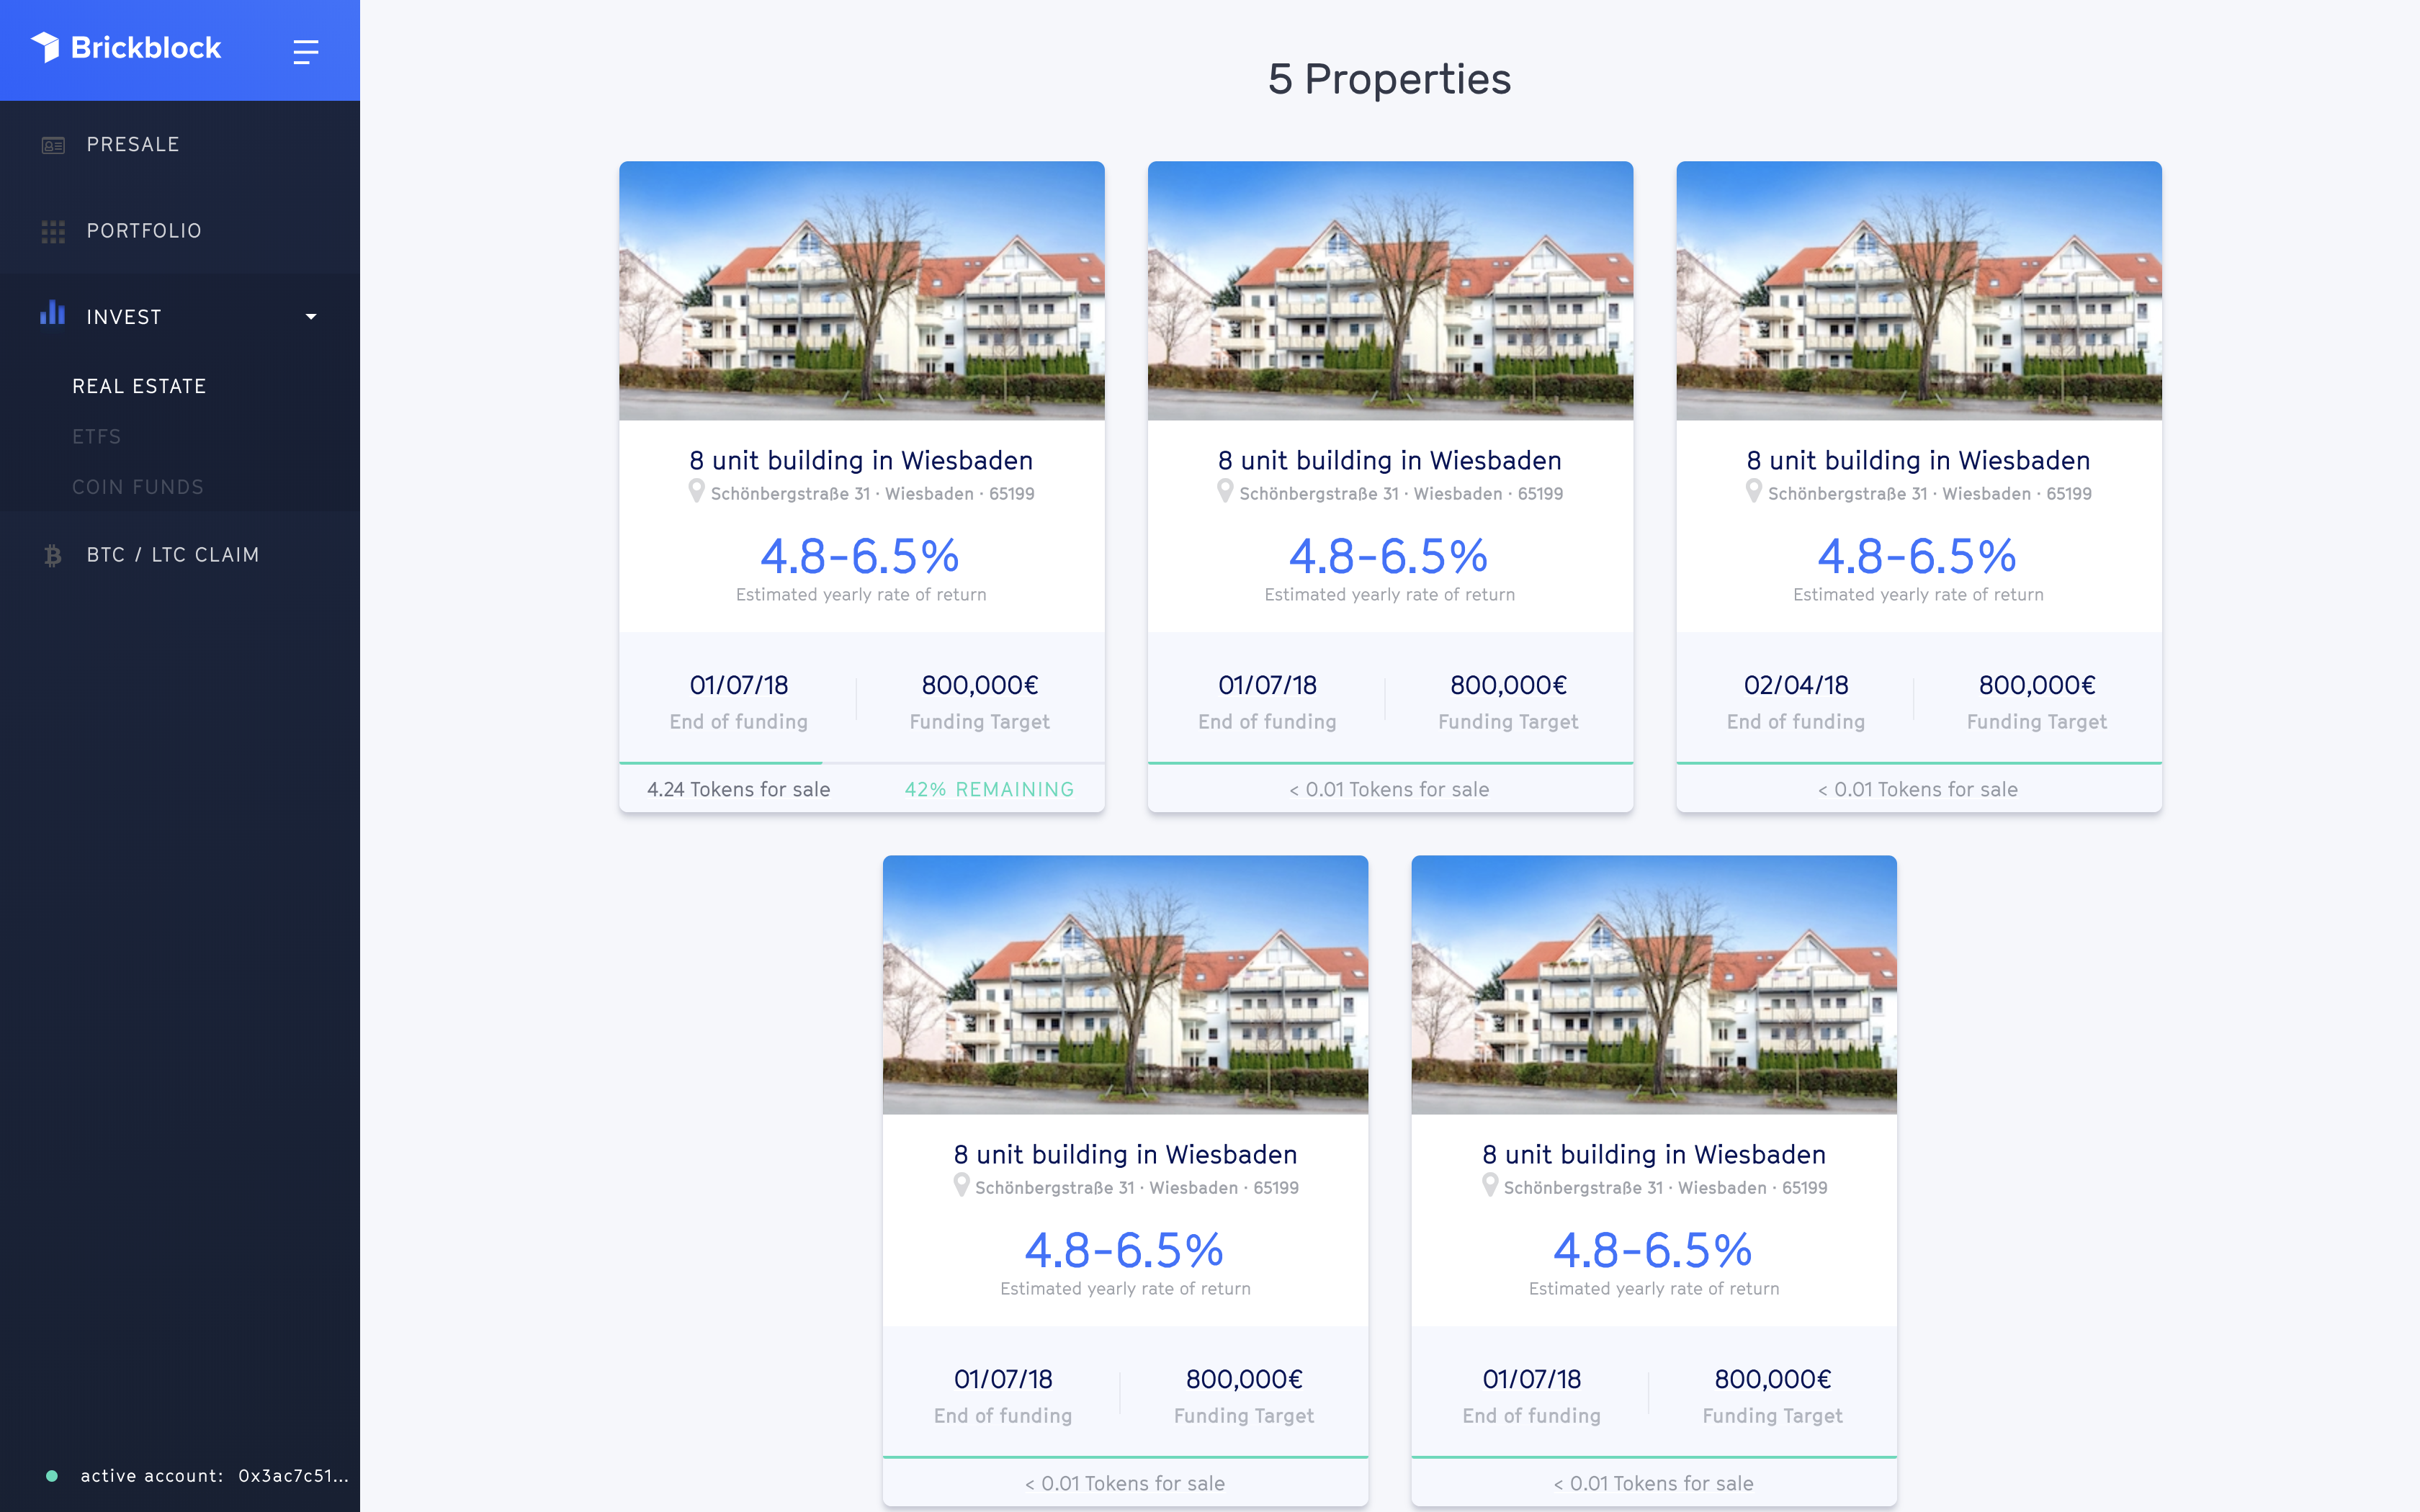 Brickblock
PRESALE
PORTFOLIO
INVEST
REAL ESTATE
ETFS
COIN FUNDS
BTC / LTC CLAIM
active account: 0x3ac7c51...
5 Properties
8 unit building in Wiesbaden
Schönbergstraße 31 · Wiesbaden · 65199
4.8-6.5%
Estimated yearly rate of return
01/07/18 800,000€
End of funding Funding Target
4.24 Tokens for sale 42% REMAINING
8 unit building in Wiesbaden
Schönbergstraße 31 · Wiesbaden · 65199
4.8-6.5%
Estimated yearly rate of return
01/07/18 800,000€
End of funding Funding Target
< 0.01 Tokens for sale
8 unit building in Wiesbaden
Schönbergstraße 31 · Wiesbaden · 65199
4.8-6.5%
Estimated yearly rate of return
02/04/18 800,000€
End of funding Funding Target
< 0.01 Tokens for sale
8 unit building in Wiesbaden
Schönbergstraße 31 · Wiesbaden · 65199
4.8-6.5%
Estimated yearly rate of return
01/07/18 800,000€
End of funding Funding Target
< 0.01 Tokens for sale
8 unit building in Wiesbaden
Schönbergstraße 31 · Wiesbaden · 65199
4.8-6.5%
Estimated yearly rate of return
01/07/18 800,000€
End of funding Funding Target
< 0.01 Tokens for sale